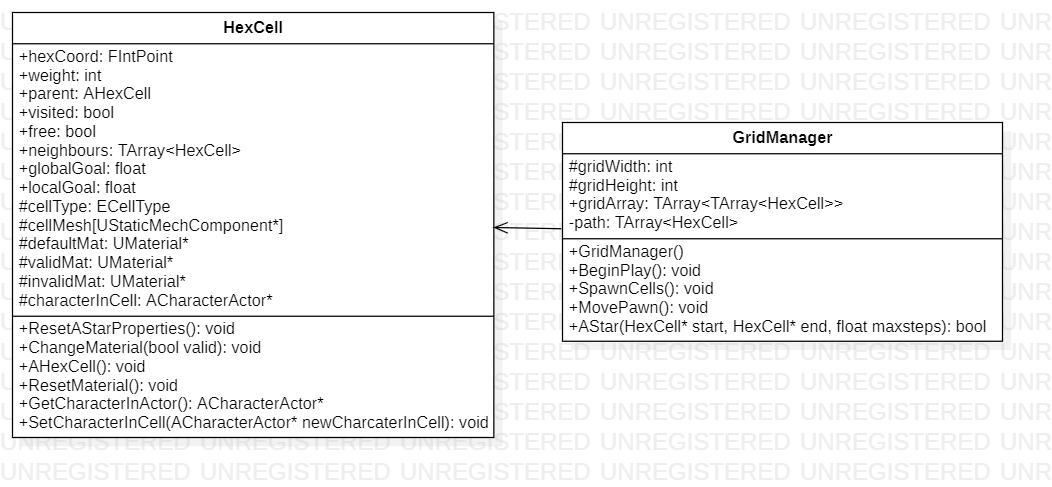 HexCell
+hexCoord: FIntPoint
+weight: int
+parent: AHexCell
+visited: bool
+free: bool
+neighbours: TArray<HexCell>
+globalGoal: float
+localGoal: float
#cellType: ECellType
#cellMesh[UStaticMechComponent*]
#defaultMat: UMaterial*
#validMat: UMaterial*
#invalidMat: UMaterial*
#characterInCell: ACharacterActor*
+ResetAStarProperties(): void
+ChangeMaterial(bool valid): void
+AHexCell(): void
+ResetMaterial(): void
+GetCharacterInActor(): ACharacterActor*
+SetCharacterInCell(ACharacterActor* newCharcaterInCell): void
GridManager
#gridWidth: int
#gridHeight: int
+gridArray: TArray<TArray<HexCell>>
-path: TArray<HexCell>
+GridManager()
+BeginPlay(): void
+SpawnCells(): void
+MovePawn(): void
+AStar(HexCell* start, HexCell* end, float maxsteps): bool
UNREGISTERED UNREGISTERED UNREGISTERED UNREGISTERED UNREGISTERED UNR